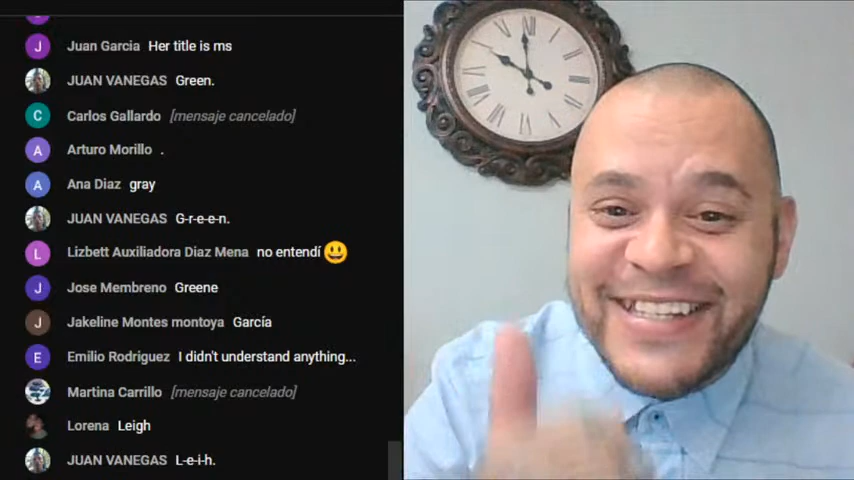 J Juan Garcia Her title is ms
JUAN VANEGAS Green.
C Carlos Gallardo [mensaje cancelado]
A Arturo Morillo .
A Ana Diaz gray
JUAN VANEGAS G-r-e-e-n.
L Lizbett Auxiliadora Diaz Mena no entendí 😃
J Jose Membreno Greene
J Jakeline Montes montoya García
E Emilio Rodriguez I didn't understand anything...
Martina Carrillo [mensaje cancelado]
Lorena Leigh
JUAN VANEGAS L-e-i-h.